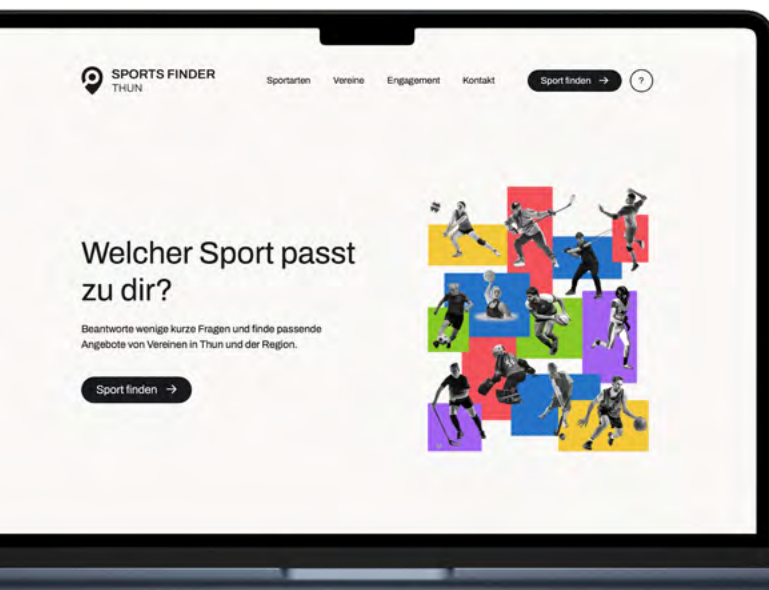 SPORTS FINDER
THUN
Sportarten Vereine Engagement Kontakt Sport finden → ?
Welcher Sport passt
zu dir?
Beantworte wenige kurze Fragen und finde passende
Angebote von Vereinen in Thun und der Region.
Sport finden →